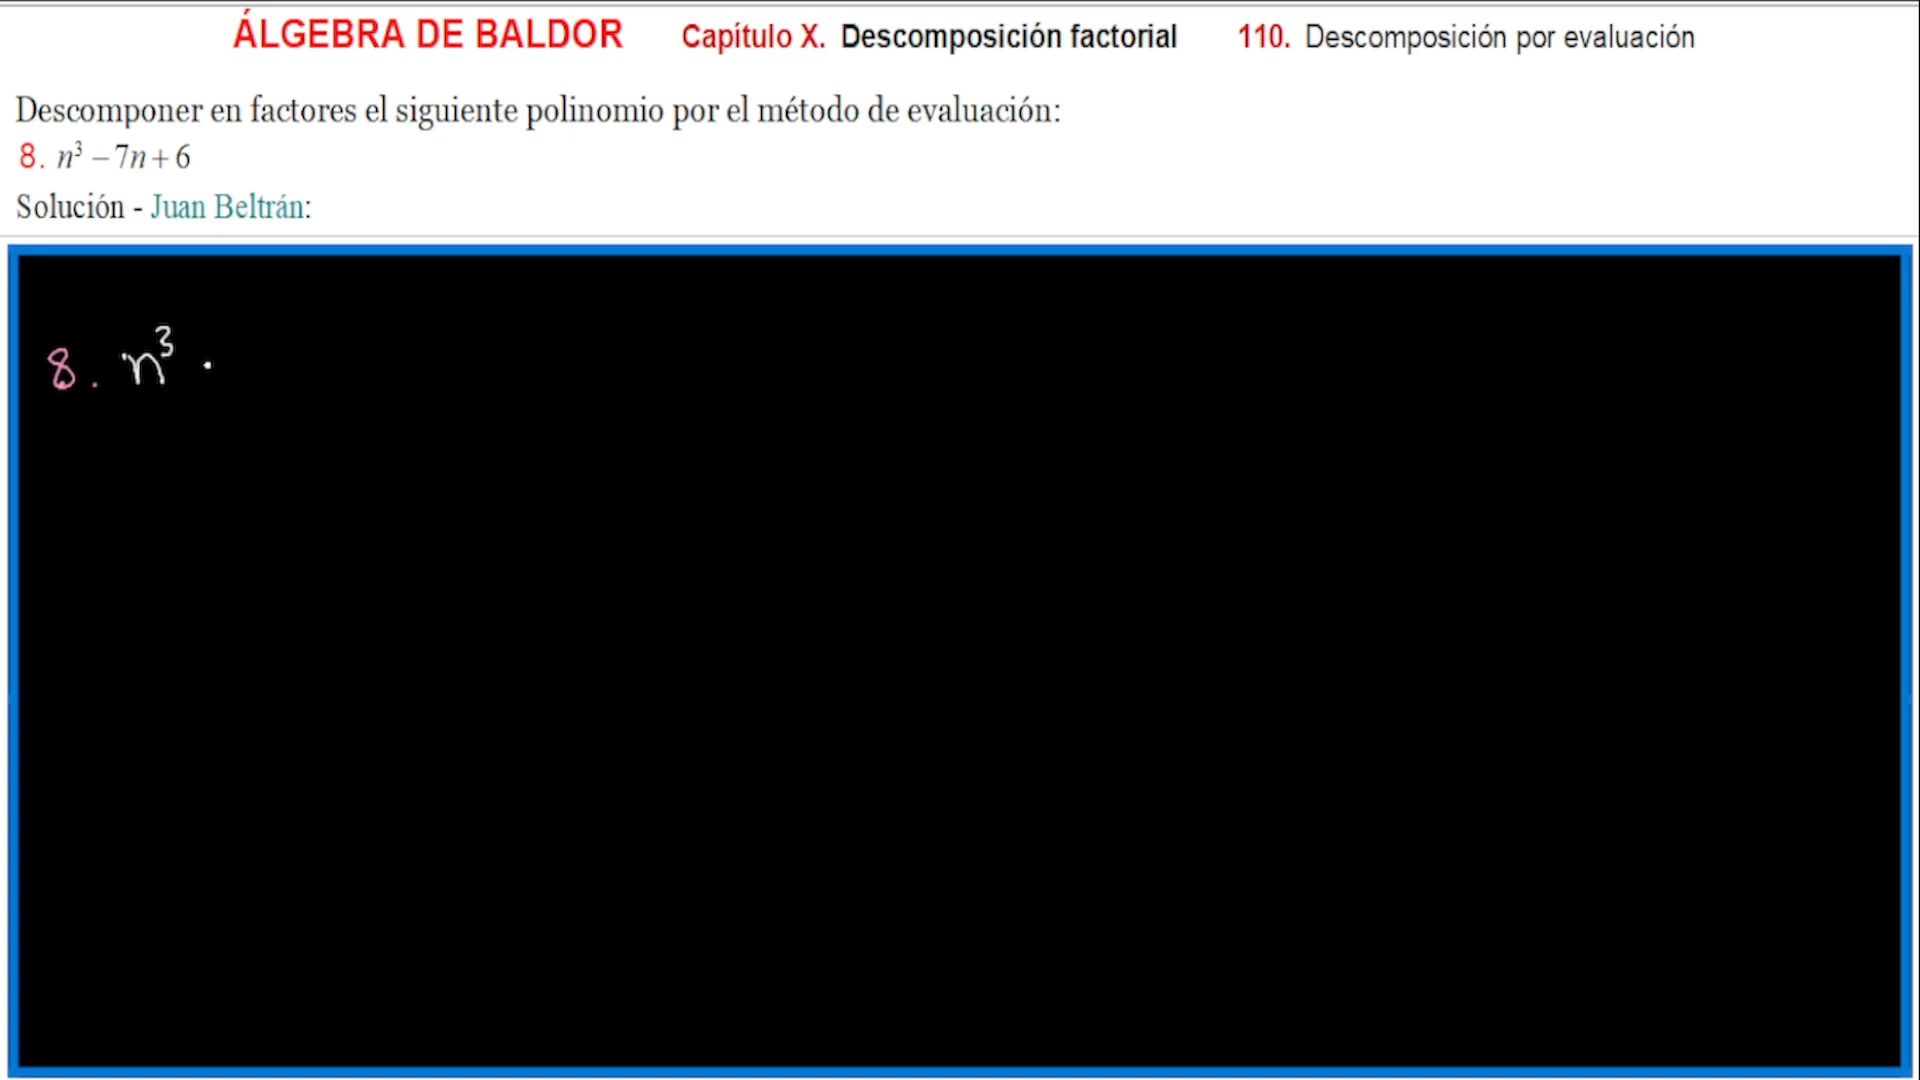 ÁLGEBRA DE BALDOR Capítulo X. Descomposición factorial 110. Descomposición por evaluación
Descomponer en factores el siguiente polinomio por el método de evaluación:
8. n³ – 7n + 6
Solución - Juan Beltrán:
8. n³ ·